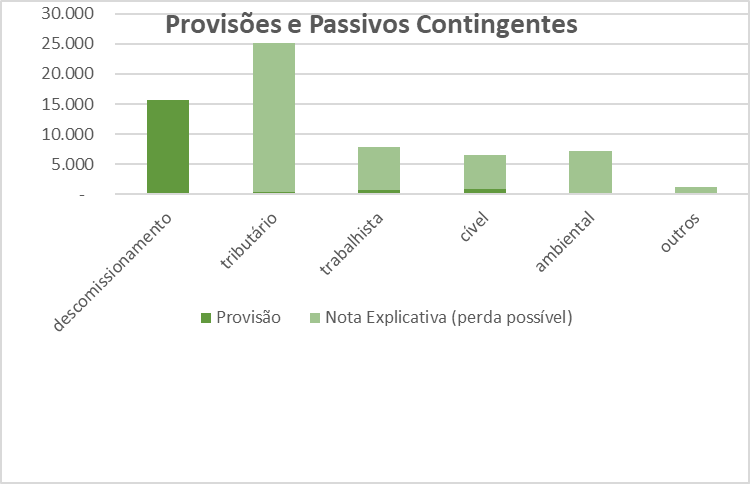 Provisões e Passivos Contingentes
30.000
25.000
20.000
15.000
10.000
5.000
-
descomissionamento
tributário
trabalhista
cível
ambiental
outros
Provisão
Nota Explicativa (perda possível)